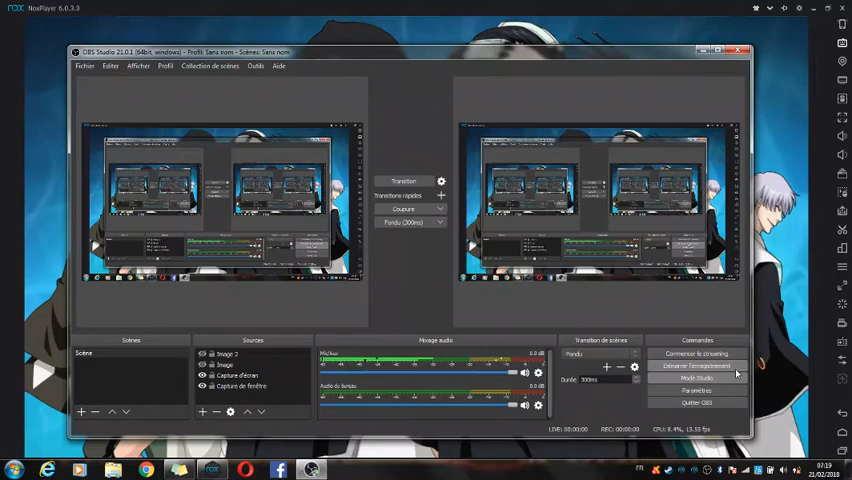 NoxPlayer 6.0.3.0
OBS Studio 21.0.1 (64bit, windows) - Profil: Sans nom - Scènes: Sans nom
Fichier Editer Afficher Profil Collection de scènes Outils Aide
Transition
Transitions rapides
Coupure
Fondu (300ms)
Scènes Sources Mixage audio Transition de scènes Commandes
Scène
Image 2
Image
Capture d'écran
Capture de fenêtre
Mic/Aux 0.0 dB
Audio du bureau 0.0 dB
Fondu
Durée 300ms
Commencer le streaming
Démarrer l'enregistrement
Mode Studio
Paramètres
Quitter OBS
LIVE: 00:00:00 REC: 00:00:00 CPU: 8.4%, 13.55 fps
FR
07:19
21/02/2018